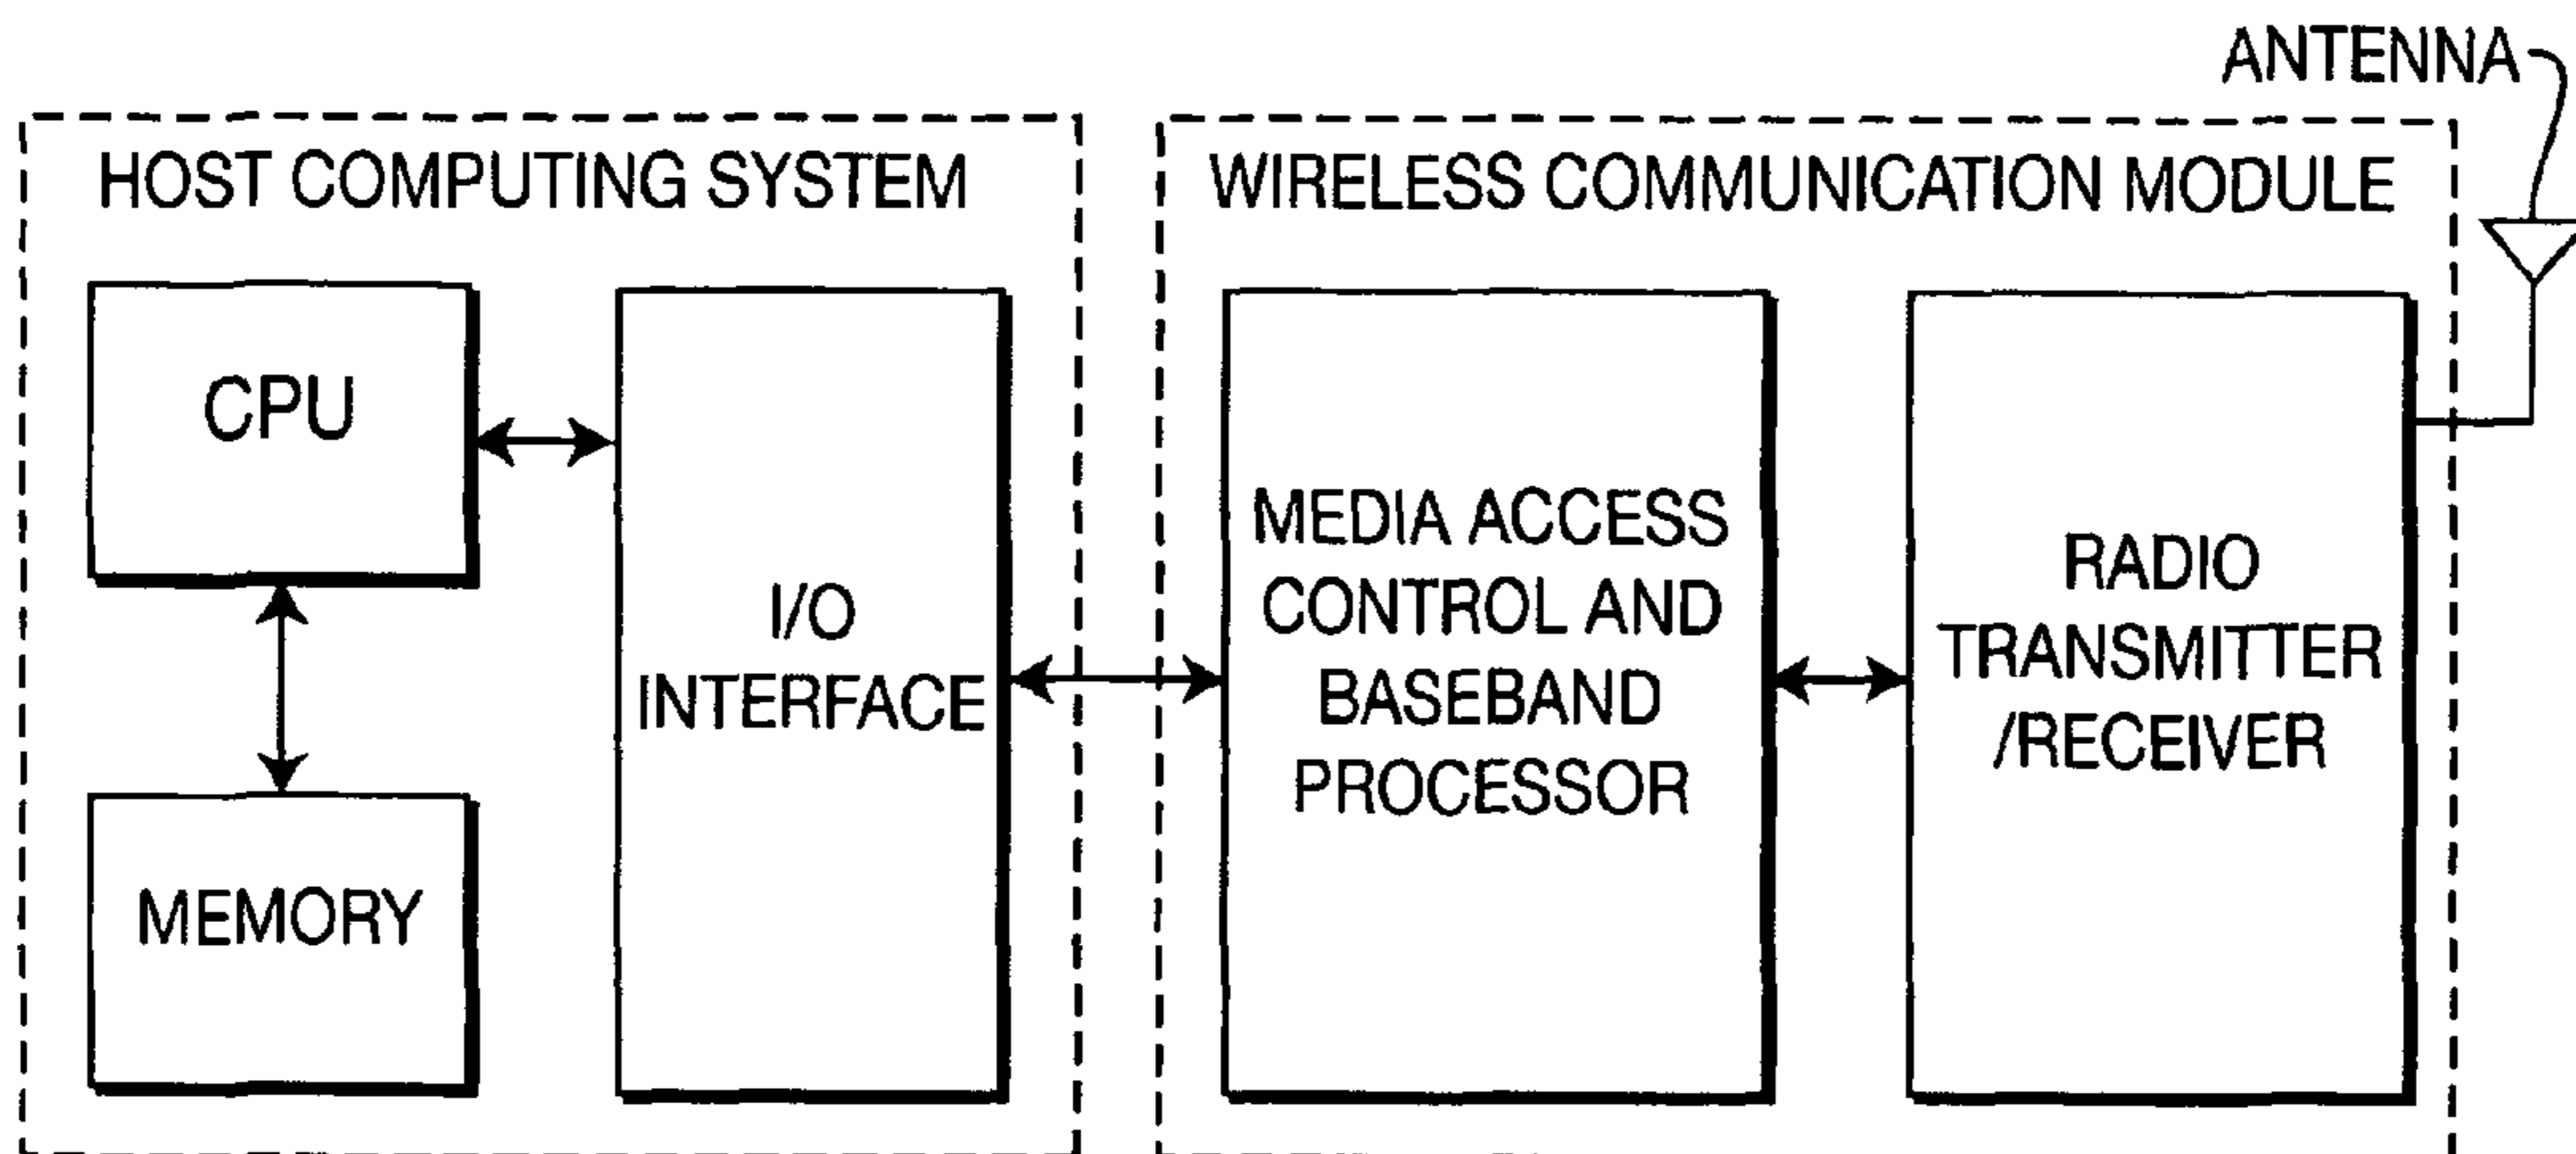 ANTENNA
HOST COMPUTING SYSTEM
WIRELESS COMMUNICATION MODULE
CPU
I/O
INTERFACE
MEMORY
MEDIA ACCESS
CONTROL AND
BASEBAND
PROCESSOR
RADIO
TRANSMITTER
/RECEIVER